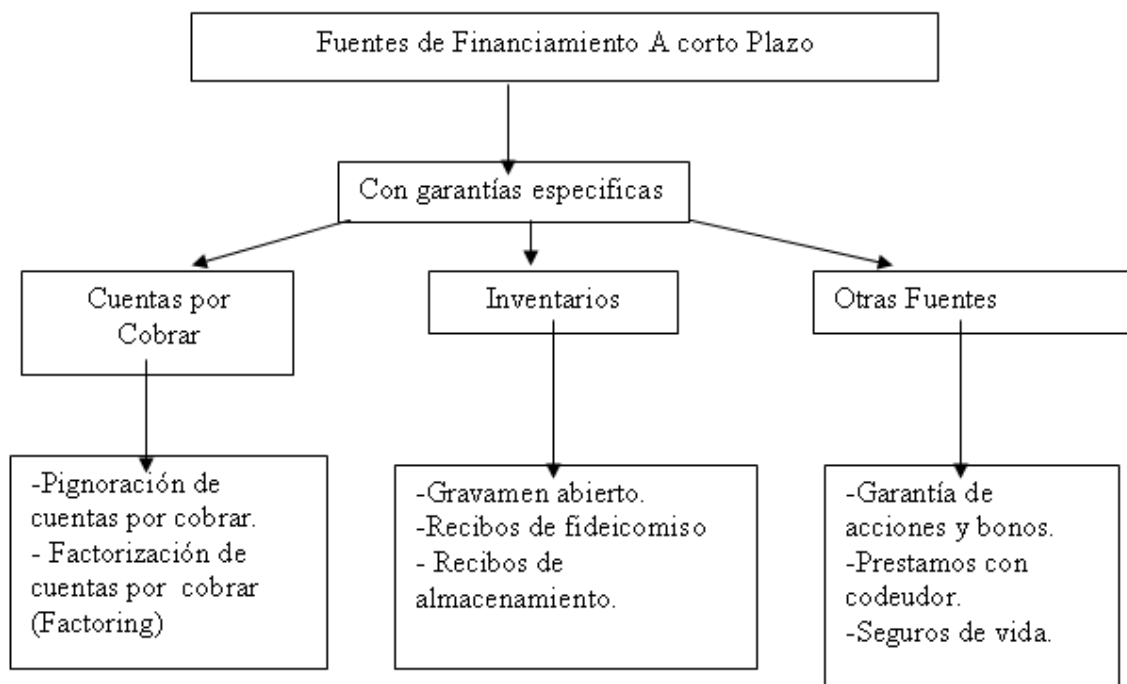 Fuentes de Financiamiento A corto Plazo
Con garantías especificas
Cuentas por
Cobrar
Inventarios
Otras Fuentes
-Pignoración de
cuentas por cobrar.
- Factorización de
cuentas por cobrar
(Factoring)
-Gravamen abierto.
-Recibos de fideicomiso
- Recibos de
almacenamiento.
-Garantía de
acciones y bonos.
-Prestamos con
codeudor.
-Seguros de vida.